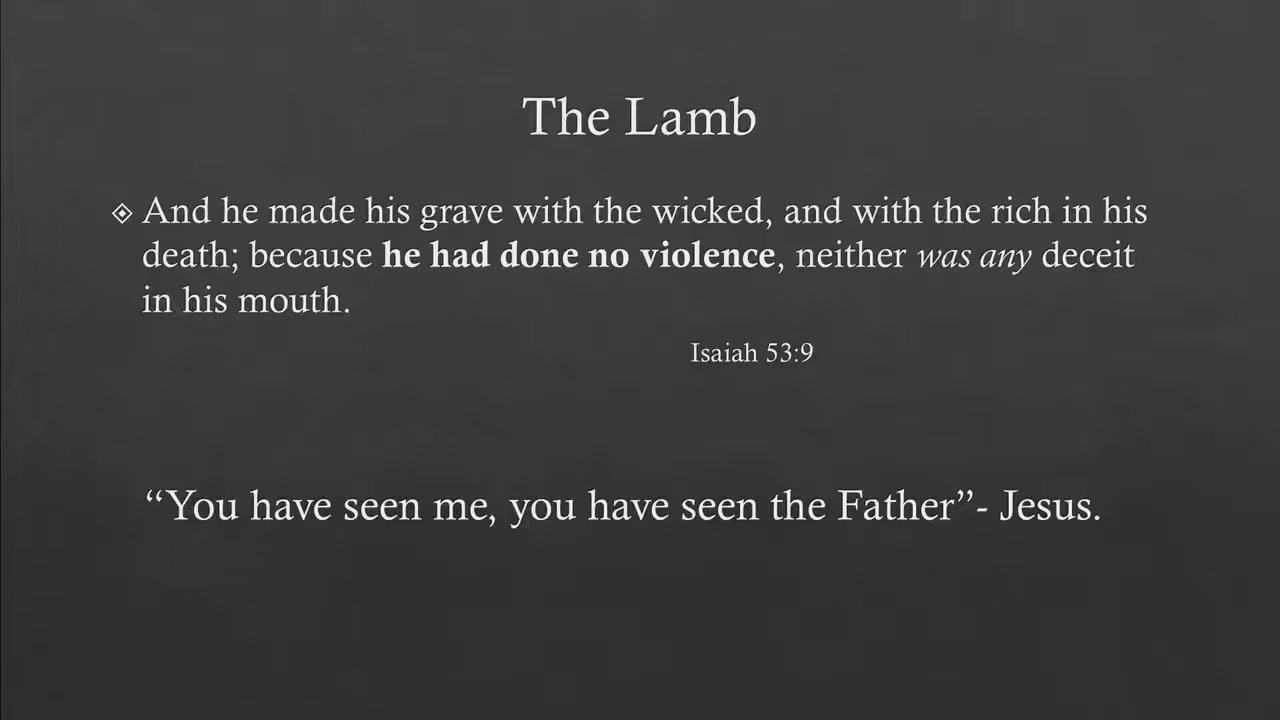 The Lamb
And he made his grave with the wicked, and with the rich in his
death; because he had done no violence, neither was any deceit
in his mouth.
Isaiah 53:9
“You have seen me, you have seen the Father”- Jesus.